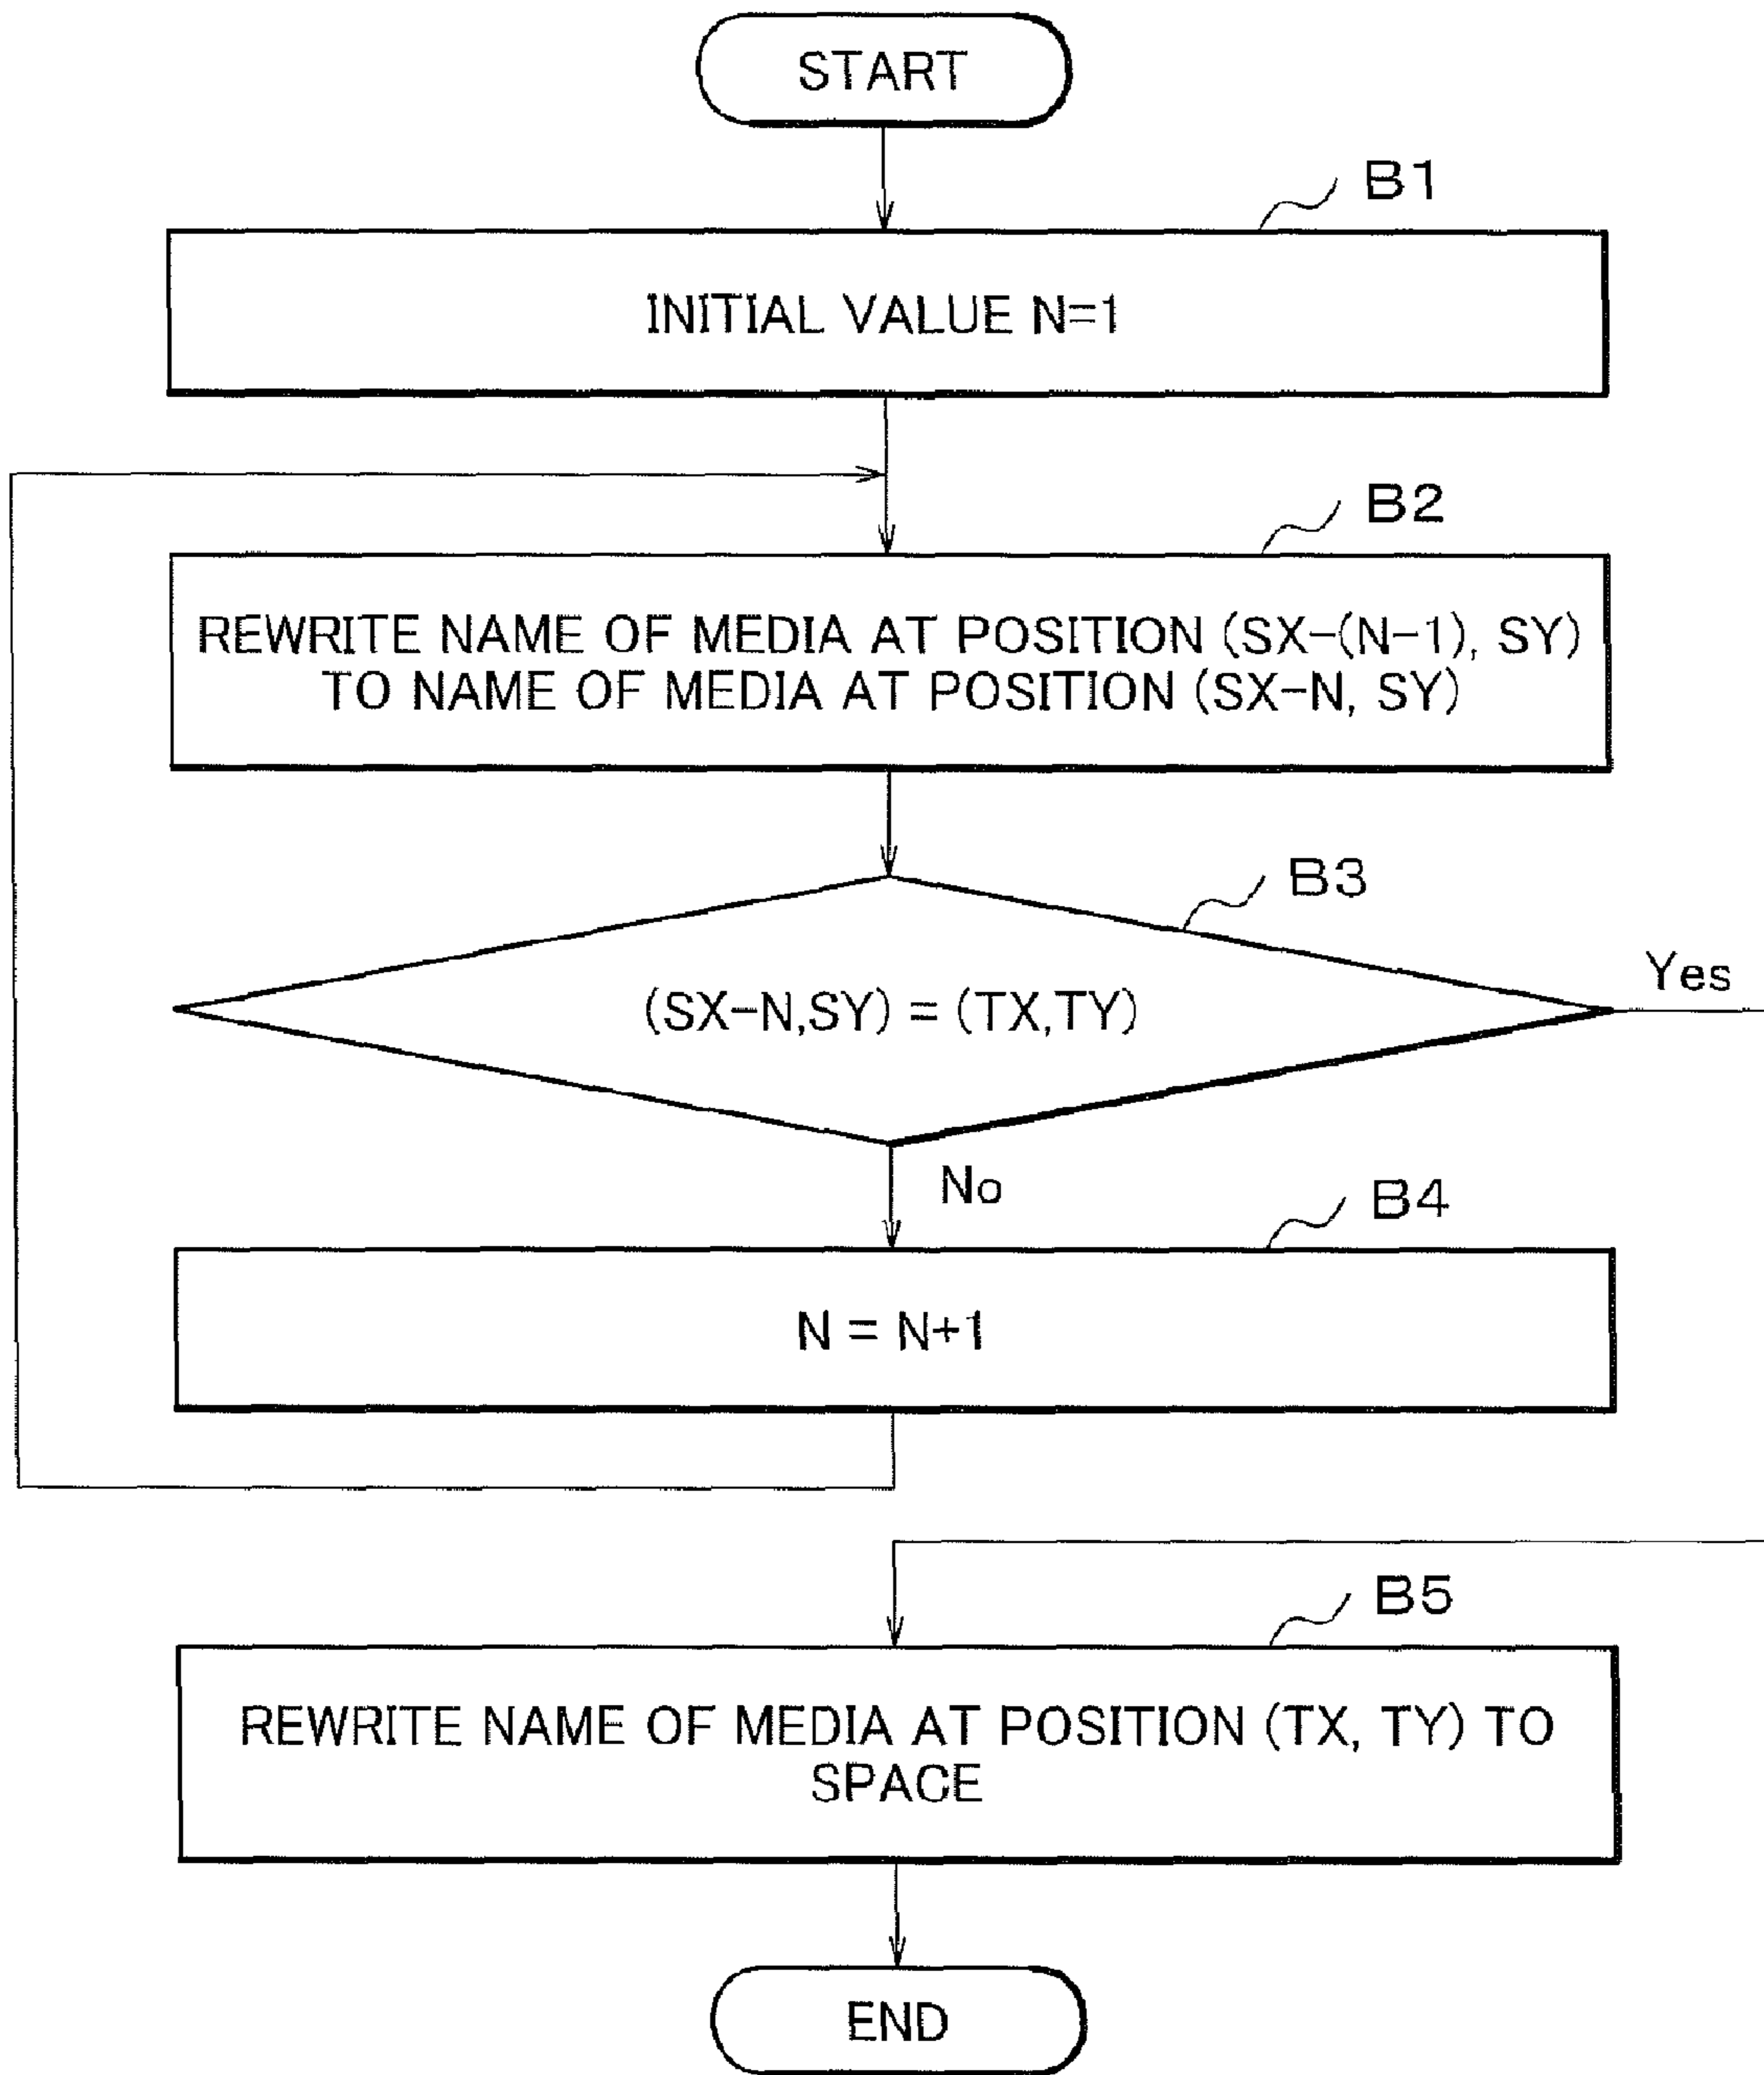 START
B1
INITIAL VALUE N=1
B2
REWRITE NAME OF MEDIA AT POSITION (SX-(N-1), SY)
TO NAME OF MEDIA AT POSITION (SX-N, SY)
B3
(SX-N,SY) = (TX,TY)
Yes
No
B4
N = N+1
B5
REWRITE NAME OF MEDIA AT POSITION (TX, TY) TO
SPACE
END